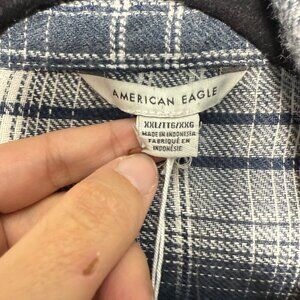 AMERICAN EAGLE
XXL/TTG/XXG
MADE IN INDONESIA
FABRIQUÉ EN
INDONÉSIE